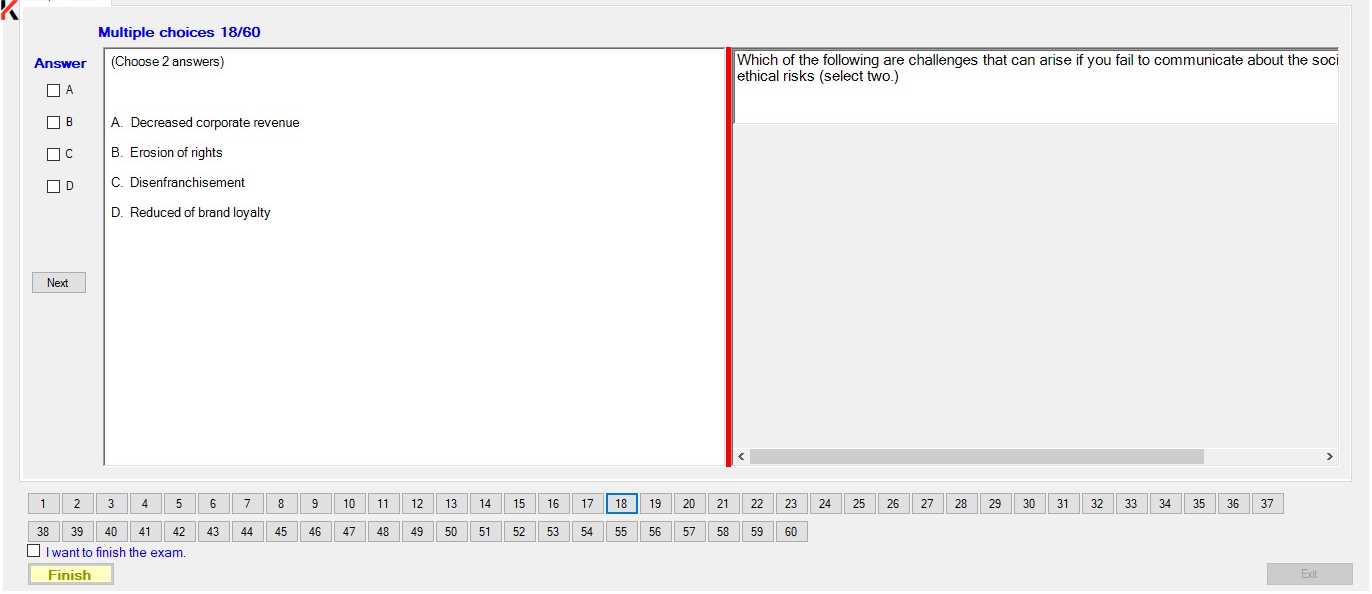 Multiple choices 18/60
Answer
A
B
C
D
Next
(Choose 2 answers)
A. Decreased corporate revenue
B. Erosion of rights
C. Disenfranchisement
D. Reduced of brand loyalty
Which of the following are challenges that can arise if you fail to communicate about the soci
ethical risks (select two.)
1 2 3 4 5 6 7 8 9 10 11 12 13 14 15 16 17 18 19 20 21 22 23 24 25 26 27 28 29 30 31 32 33 34 35 36 37
38 39 40 41 42 43 44 45 46 47 48 49 50 51 52 53 54 55 56 57 58 59 60
I want to finish the exam.
Finish
Exit